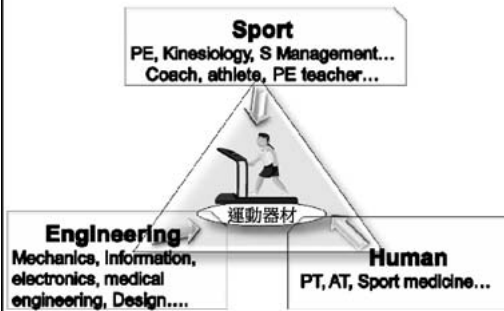 Sport
PE, Kinesiology, S Management...
Coach, athlete, PE teacher...
運動器材
Engineering
Mechanics, Information,
electronics, medical
engineering, Design....
Human
PT, AT, Sport medicine...